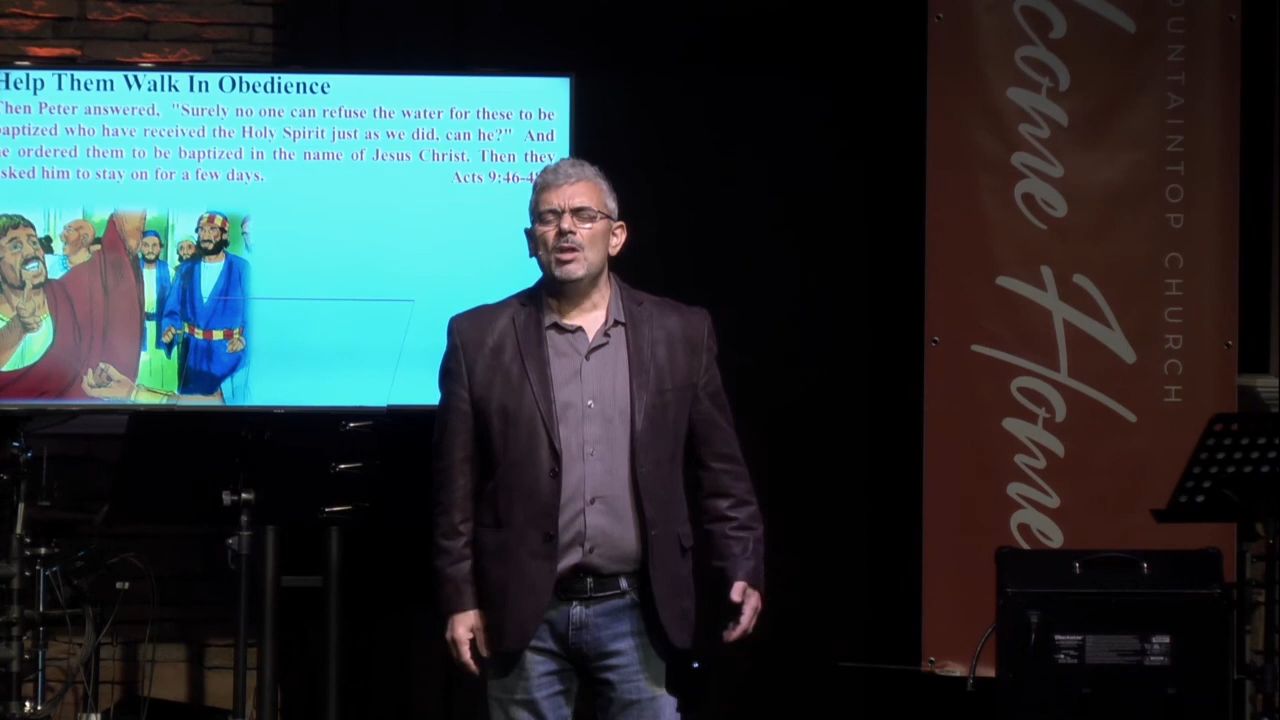 Help Them Walk In Obedience
Then Peter answered, "Surely no one can refuse the water for these to be
baptized who have received the Holy Spirit just as we did, can he?" And
he ordered them to be baptized in the name of Jesus Christ. Then they
asked him to stay on for a few days. Acts 9:46-4
lcome Home
OUNTAINTOP CHURCH